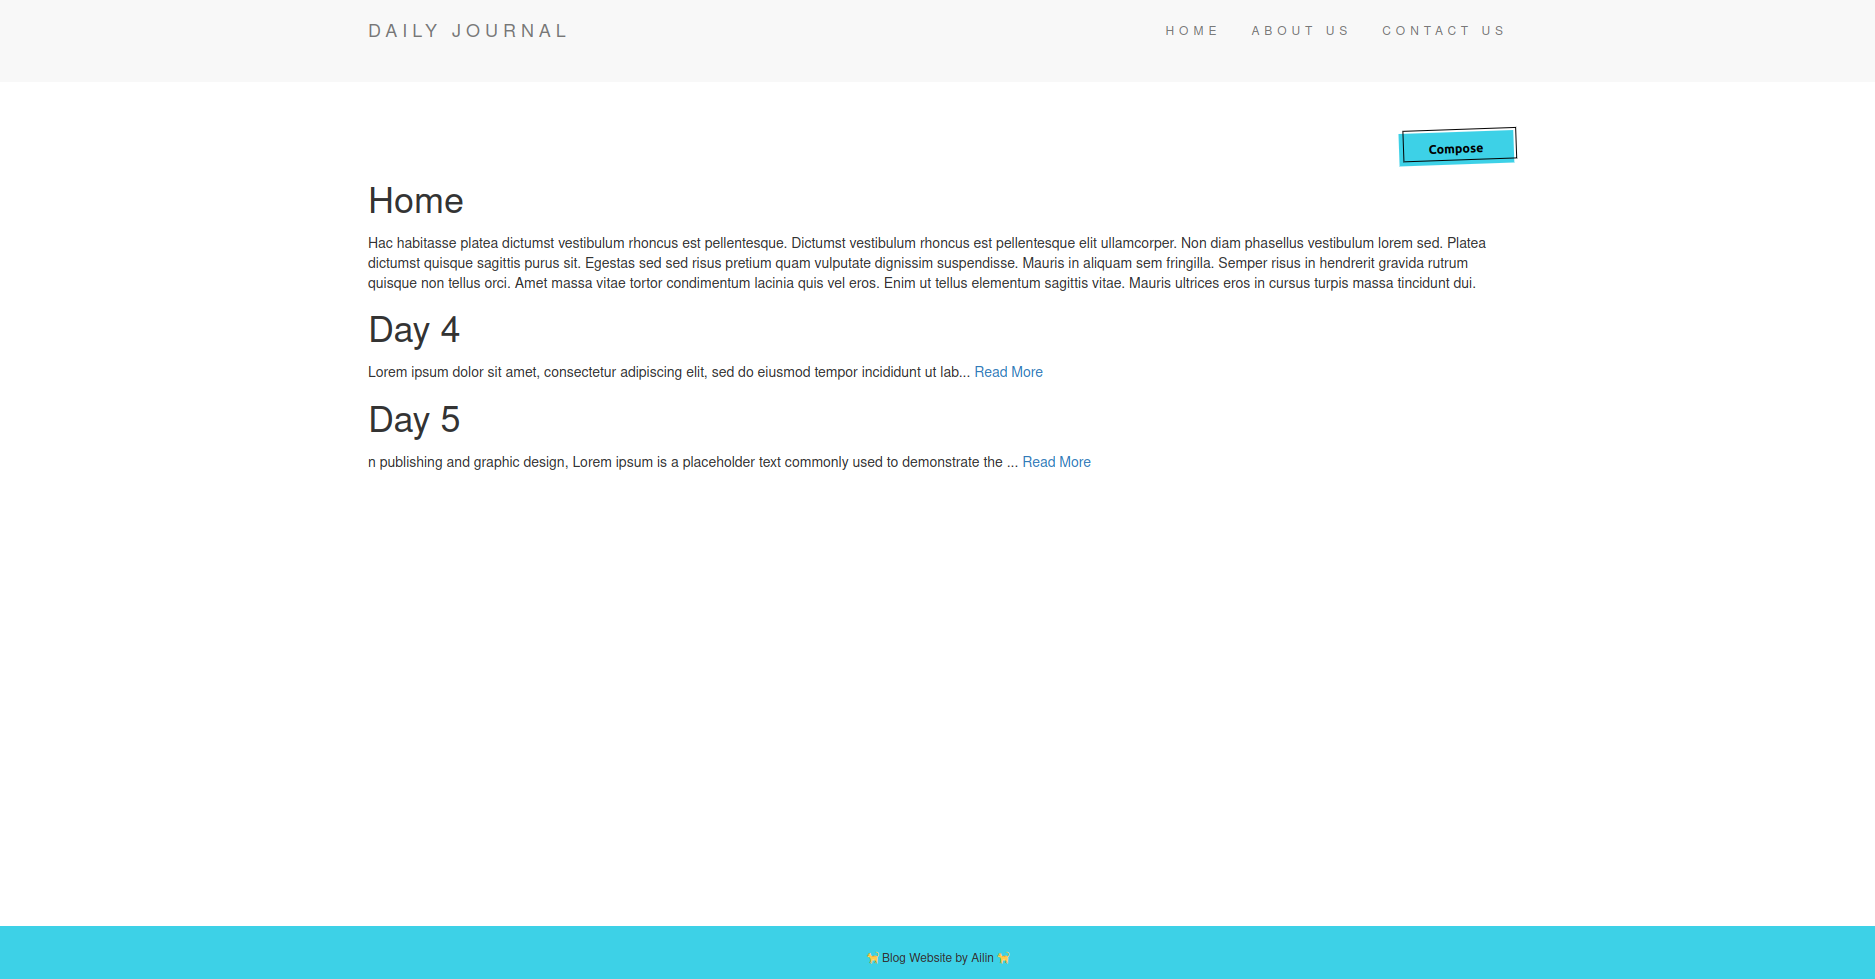 DAILY JOURNAL
HOME ABOUT US CONTACT US
Compose
Home
Hac habitasse platea dictumst vestibulum rhoncus est pellentesque. Dictumst vestibulum rhoncus est pellentesque elit ullamcorper. Non diam phasellus vestibulum lorem sed. Platea
dictumst quisque sagittis purus sit. Egestas sed sed risus pretium quam vulputate dignissim suspendisse. Mauris in aliquam sem fringilla. Semper risus in hendrerit gravida rutrum
quisque non tellus orci. Amet massa vitae tortor condimentum lacinia quis vel eros. Enim ut tellus elementum sagittis vitae. Mauris ultrices eros in cursus turpis massa tincidunt dui.
Day 4
Lorem ipsum dolor sit amet, consectetur adipiscing elit, sed do eiusmod tempor incididunt ut lab... Read More
Day 5
n publishing and graphic design, Lorem ipsum is a placeholder text commonly used to demonstrate the ... Read More
Blog Website by Ailin